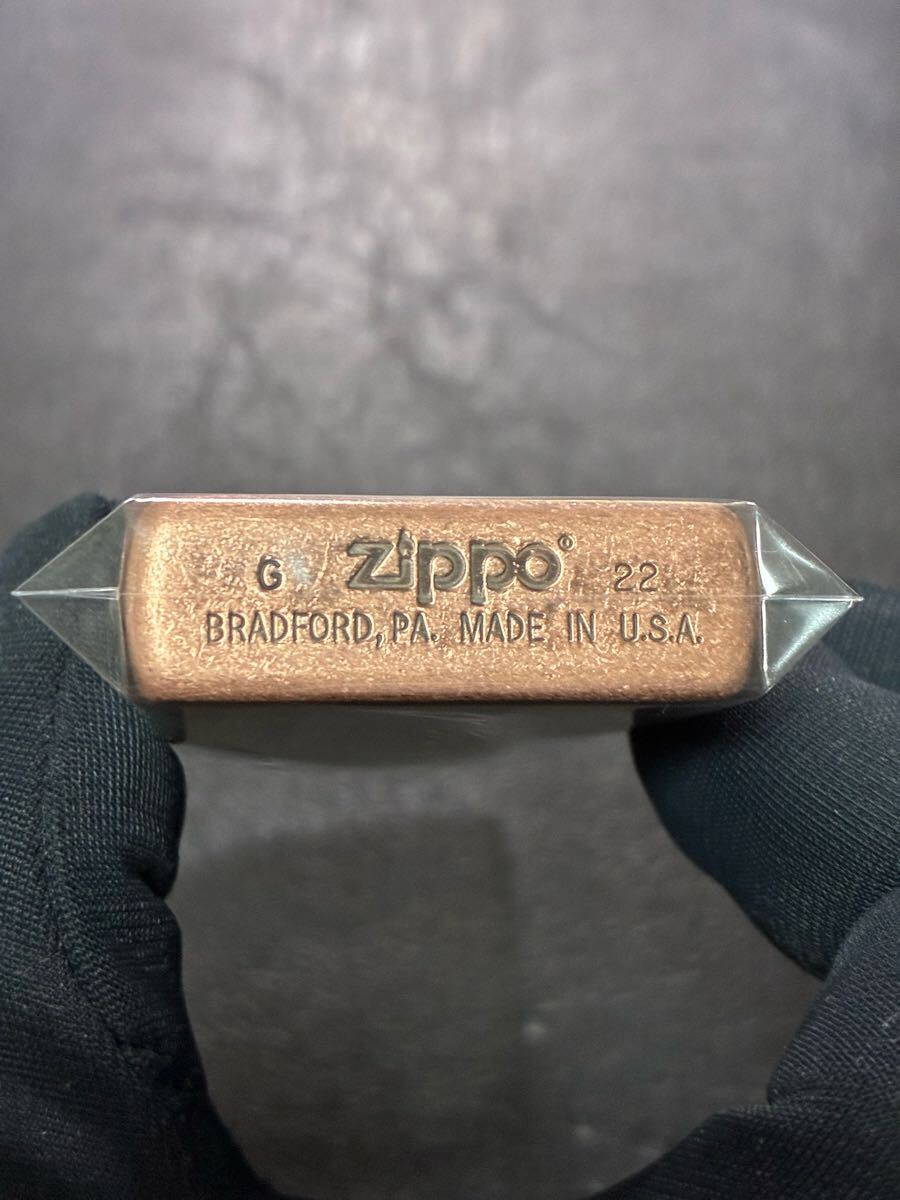 G Zippo® 22
BRADFORD, PA. MADE IN U.S.A.